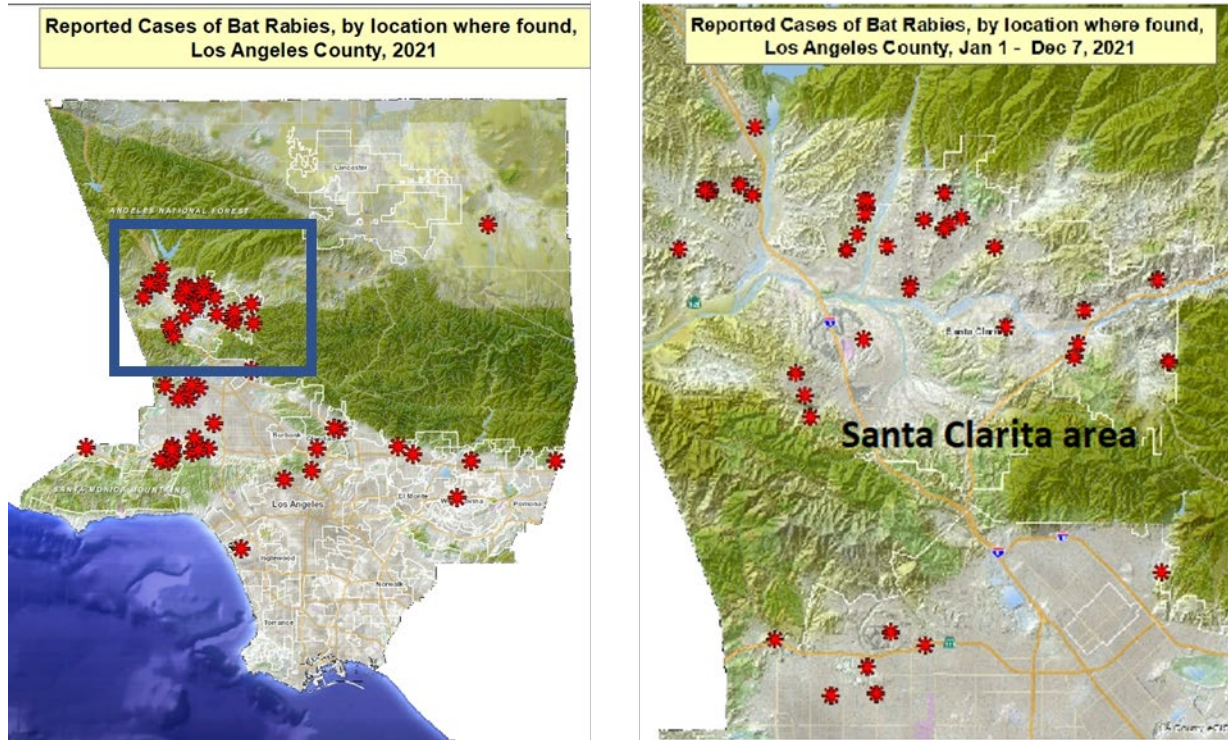 Reported Cases of Bat Rabies, by location where found,
Los Angeles County, 2021
Lancaster
ANGELES NATIONAL FOREST
Burbank
SANTA MONICA MOUNTAINS
El Monte
Los Angeles
Pomona
Inglewood
Norwalk
Torrance
Reported Cases of Bat Rabies, by location where found,
Los Angeles County, Jan 1 - Dec 7, 2021
Santa Clarita area